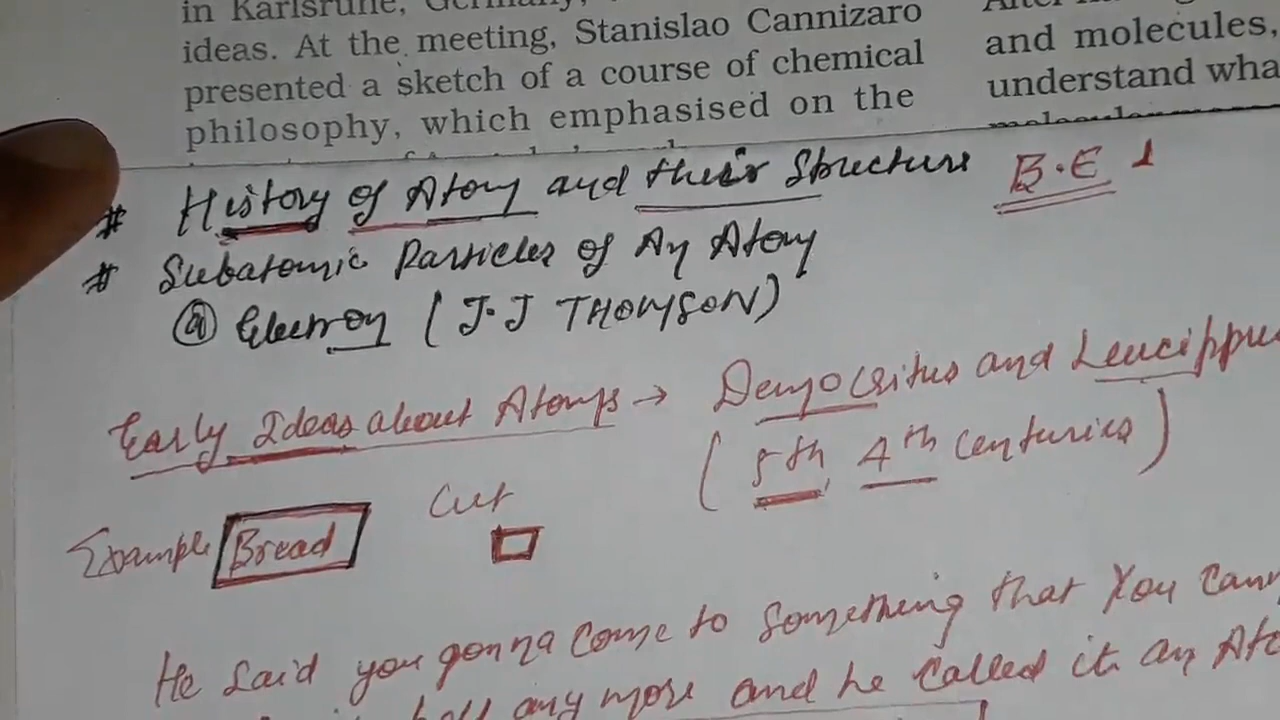 in Karlsruhe, Germany,
ideas. At the meeting, Stanislao Cannizaro
presented a sketch of a course of chemical
philosophy, which emphasised on the
and molecules,
understand wha
# History of Atom and their Structure B.E 1
# Subatomic Particles of An Atom
ⓐ Electron (J.J THOMSON)
Early Ideas about Atoms → Democritus and Leucippu
(5th, 4th centuries)
Example Bread Cut
He Said you gonna come to something that You Cann
any more and he Called it an Ato